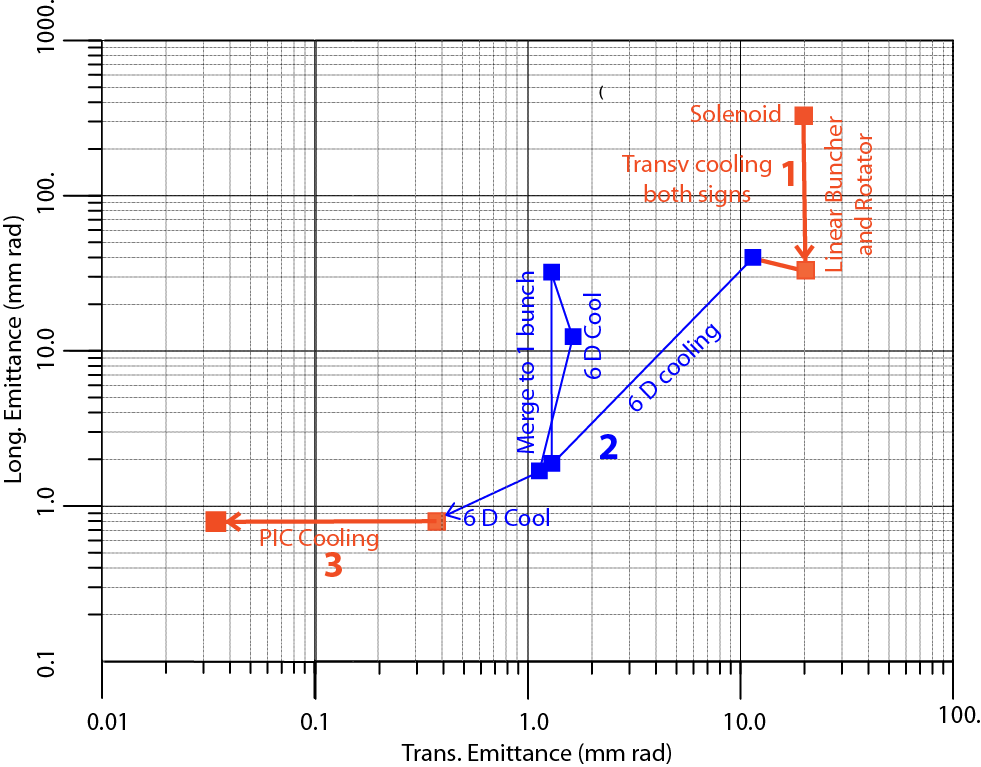 1000.
100.
10.0
1.0
0.1
Long. Emittance (mm rad)
(
Solenoid
Transv cooling
both signs
1
Linear Buncher
and Rotator
Merge to 1 bunch
6 D Cool
6 D cooling
2
6 D Cool
PIC Cooling
3
0.01
0.1
1.0
10.0
100.
Trans. Emittance (mm rad)